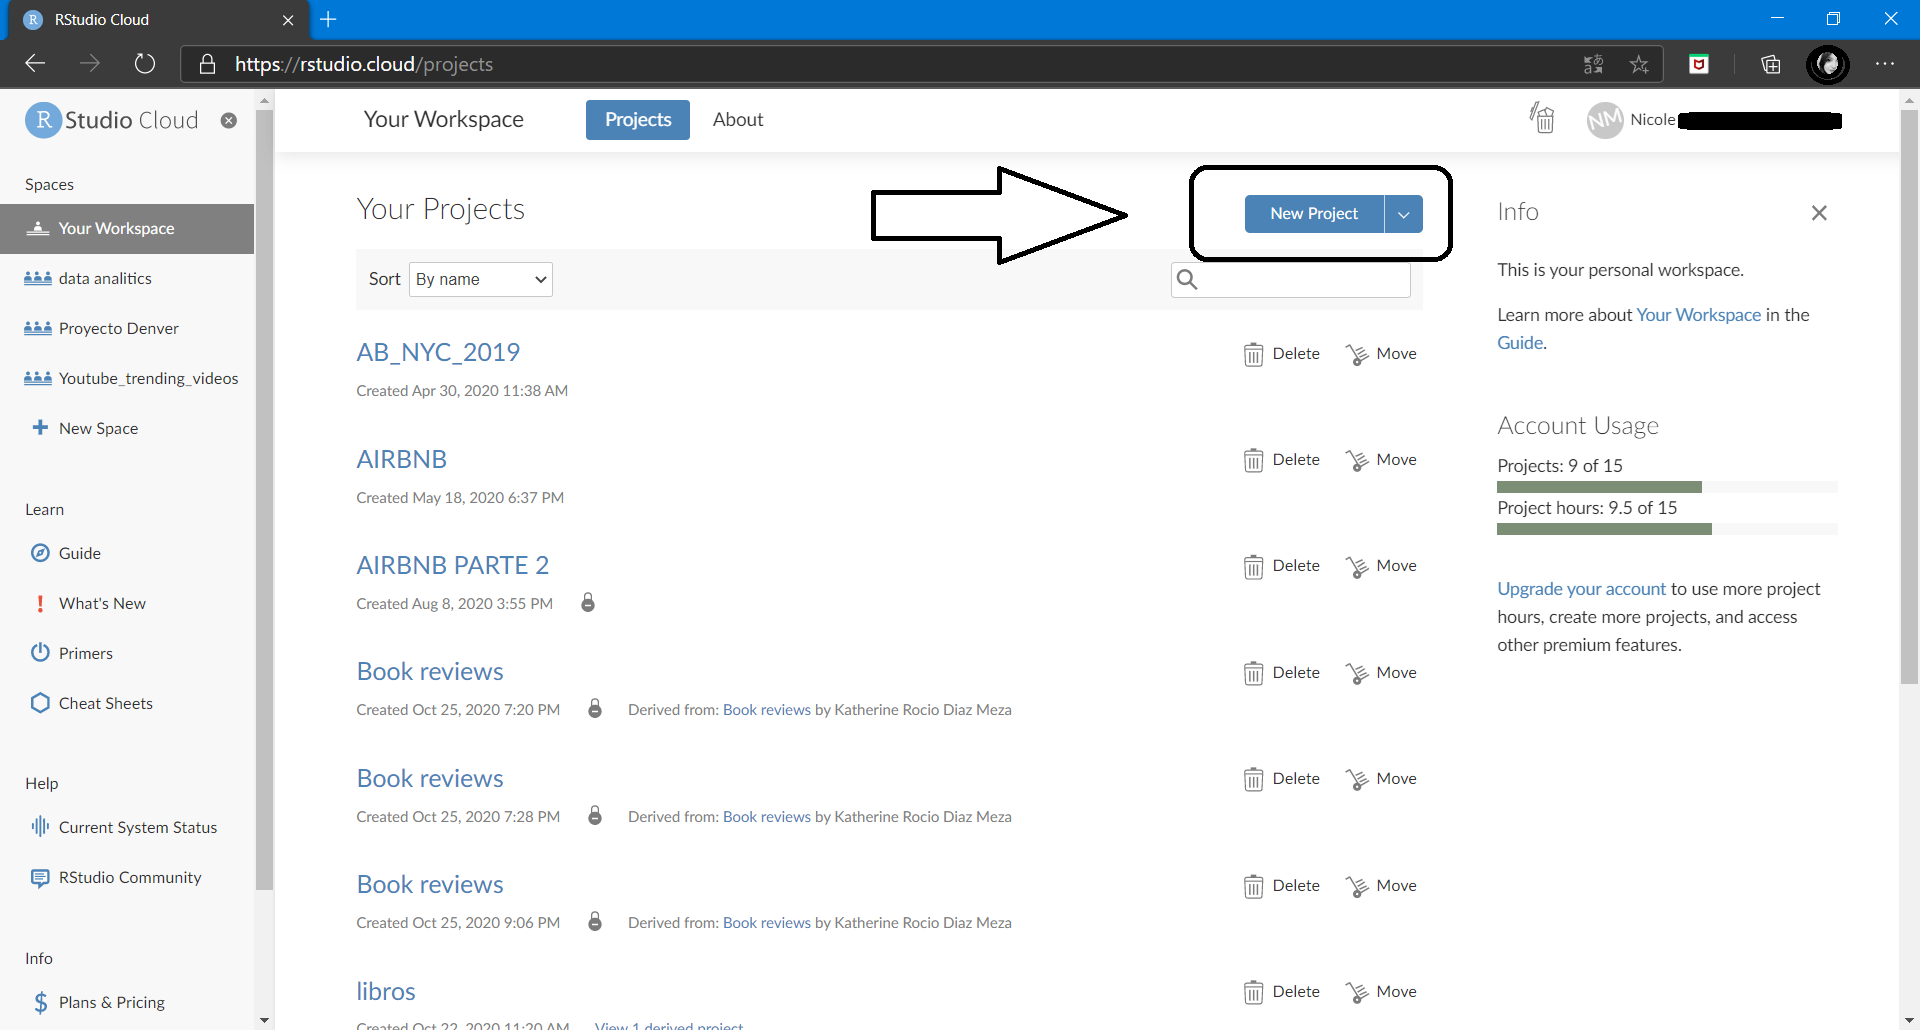 RStudio Cloud
https://rstudio.cloud/projects
R Studio Cloud
Your Workspace
Projects
About
NM
Nicole
Spaces
Your Workspace
data analitics
Proyecto Denver
Youtube_trending_videos
New Space
Learn
Guide
What's New
Primers
Cheat Sheets
Help
Current System Status
RStudio Community
Info
Plans & Pricing
Your Projects
New Project
Sort
By name
AB_NYC_2019
Created Apr 30, 2020 11:38 AM
Delete
Move
AIRBNB
Created May 18, 2020 6:37 PM
Delete
Move
AIRBNB PARTE 2
Created Aug 8, 2020 3:55 PM
Delete
Move
Book reviews
Created Oct 25, 2020 7:20 PM
Derived from: Book reviews by Katherine Rocio Diaz Meza
Delete
Move
Book reviews
Created Oct 25, 2020 7:28 PM
Derived from: Book reviews by Katherine Rocio Diaz Meza
Delete
Move
Book reviews
Created Oct 25, 2020 9:06 PM
Derived from: Book reviews by Katherine Rocio Diaz Meza
Delete
Move
libros
Created Oct 22, 2020 11:20 AM
View 1 derived project
Delete
Move
Info
This is your personal workspace.
Learn more about Your Workspace in the
Guide.
Account Usage
Projects: 9 of 15
Project hours: 9.5 of 15
Upgrade your account to use more project
hours, create more projects, and access
other premium features.